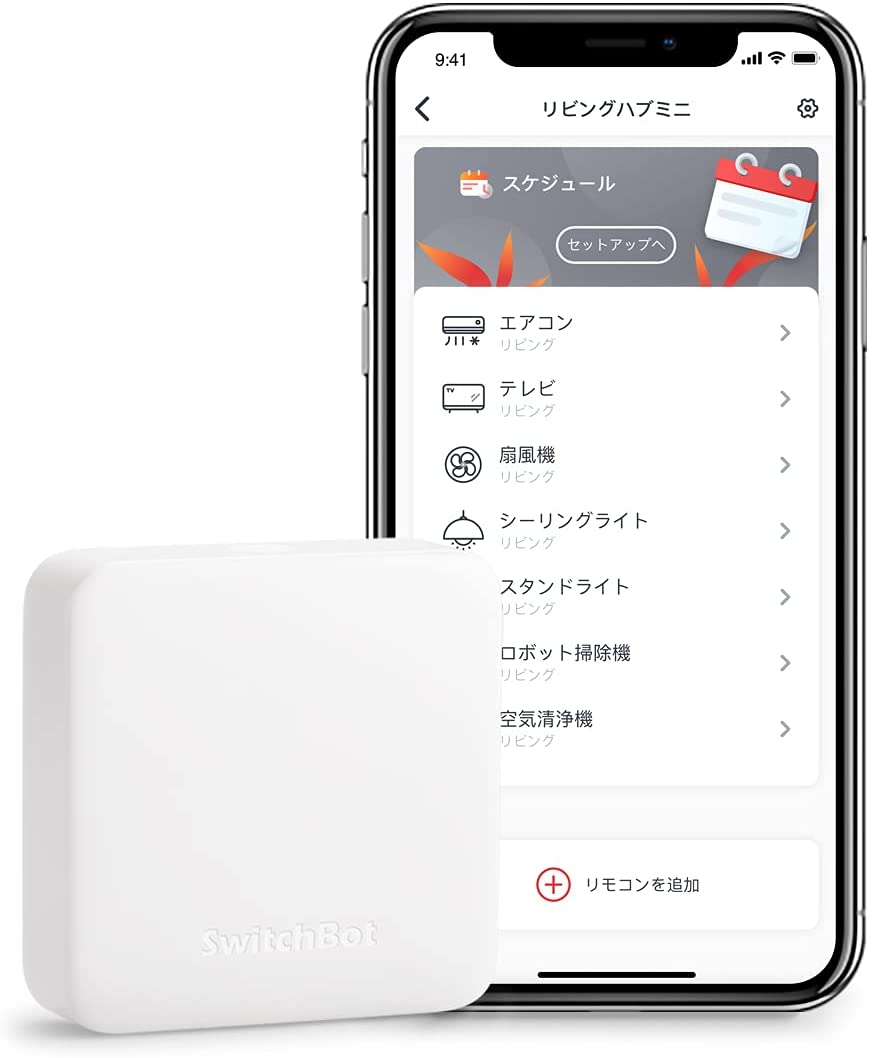 9:41
リビングハブミニ
スケジュール
セットアップへ
エアコン
リビング
TV
テレビ
リビング
扇風機
リビング
シーリングライト
リビング
スタンドライト
リビング
ロボット掃除機
リビング
空気清浄機
リビング
リモコンを追加
SwitchBot